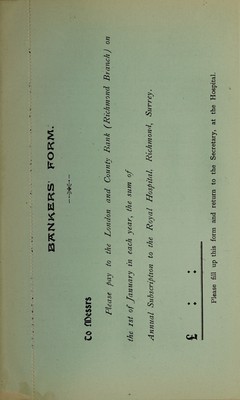 BANKERS' FORM.
To Messrs
Please pay to the London and County Bank (Richmond Branch) on
the 1st of January in each year, the sum of
Annual Subscription to the Royal Hospital, Richmond, Surrey.
£ : :
Please fill up this form and return to the Secretary, at the Hospital.